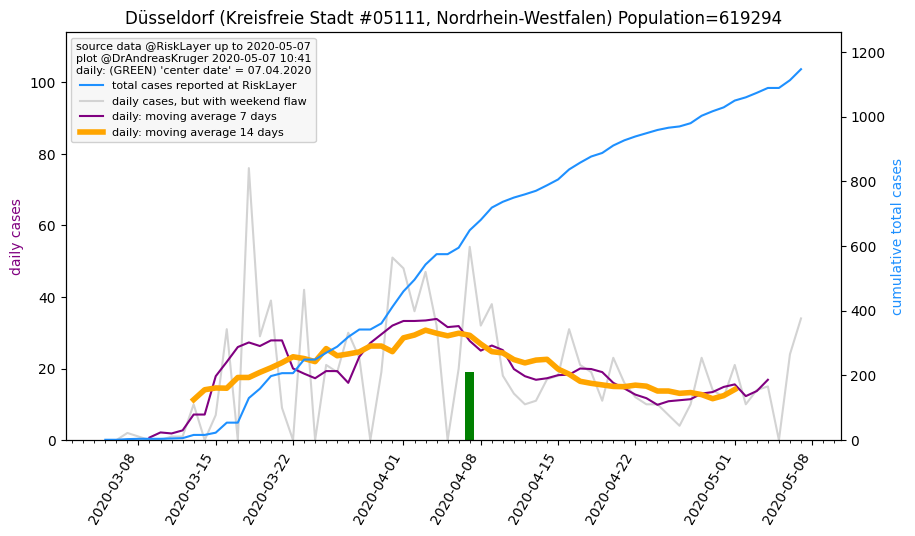 Düsseldorf (Kreisfreie Stadt #05111, Nordrhein-Westfalen) Population=619294
source data @RiskLayer up to 2020-05-07
plot @DrAndreasKruger 2020-05-07 10:41
daily: (GREEN) 'center date' = 07.04.2020
total cases reported at RiskLayer
daily cases, but with weekend flaw
daily: moving average 7 days
daily: moving average 14 days
daily cases
100
80
60
40
20
0
cumulative total cases
1200
1000
800
600
400
200
0
2020-03-08
2020-03-15
2020-03-22
2020-04-01
2020-04-08
2020-04-15
2020-04-22
2020-05-01
2020-05-08